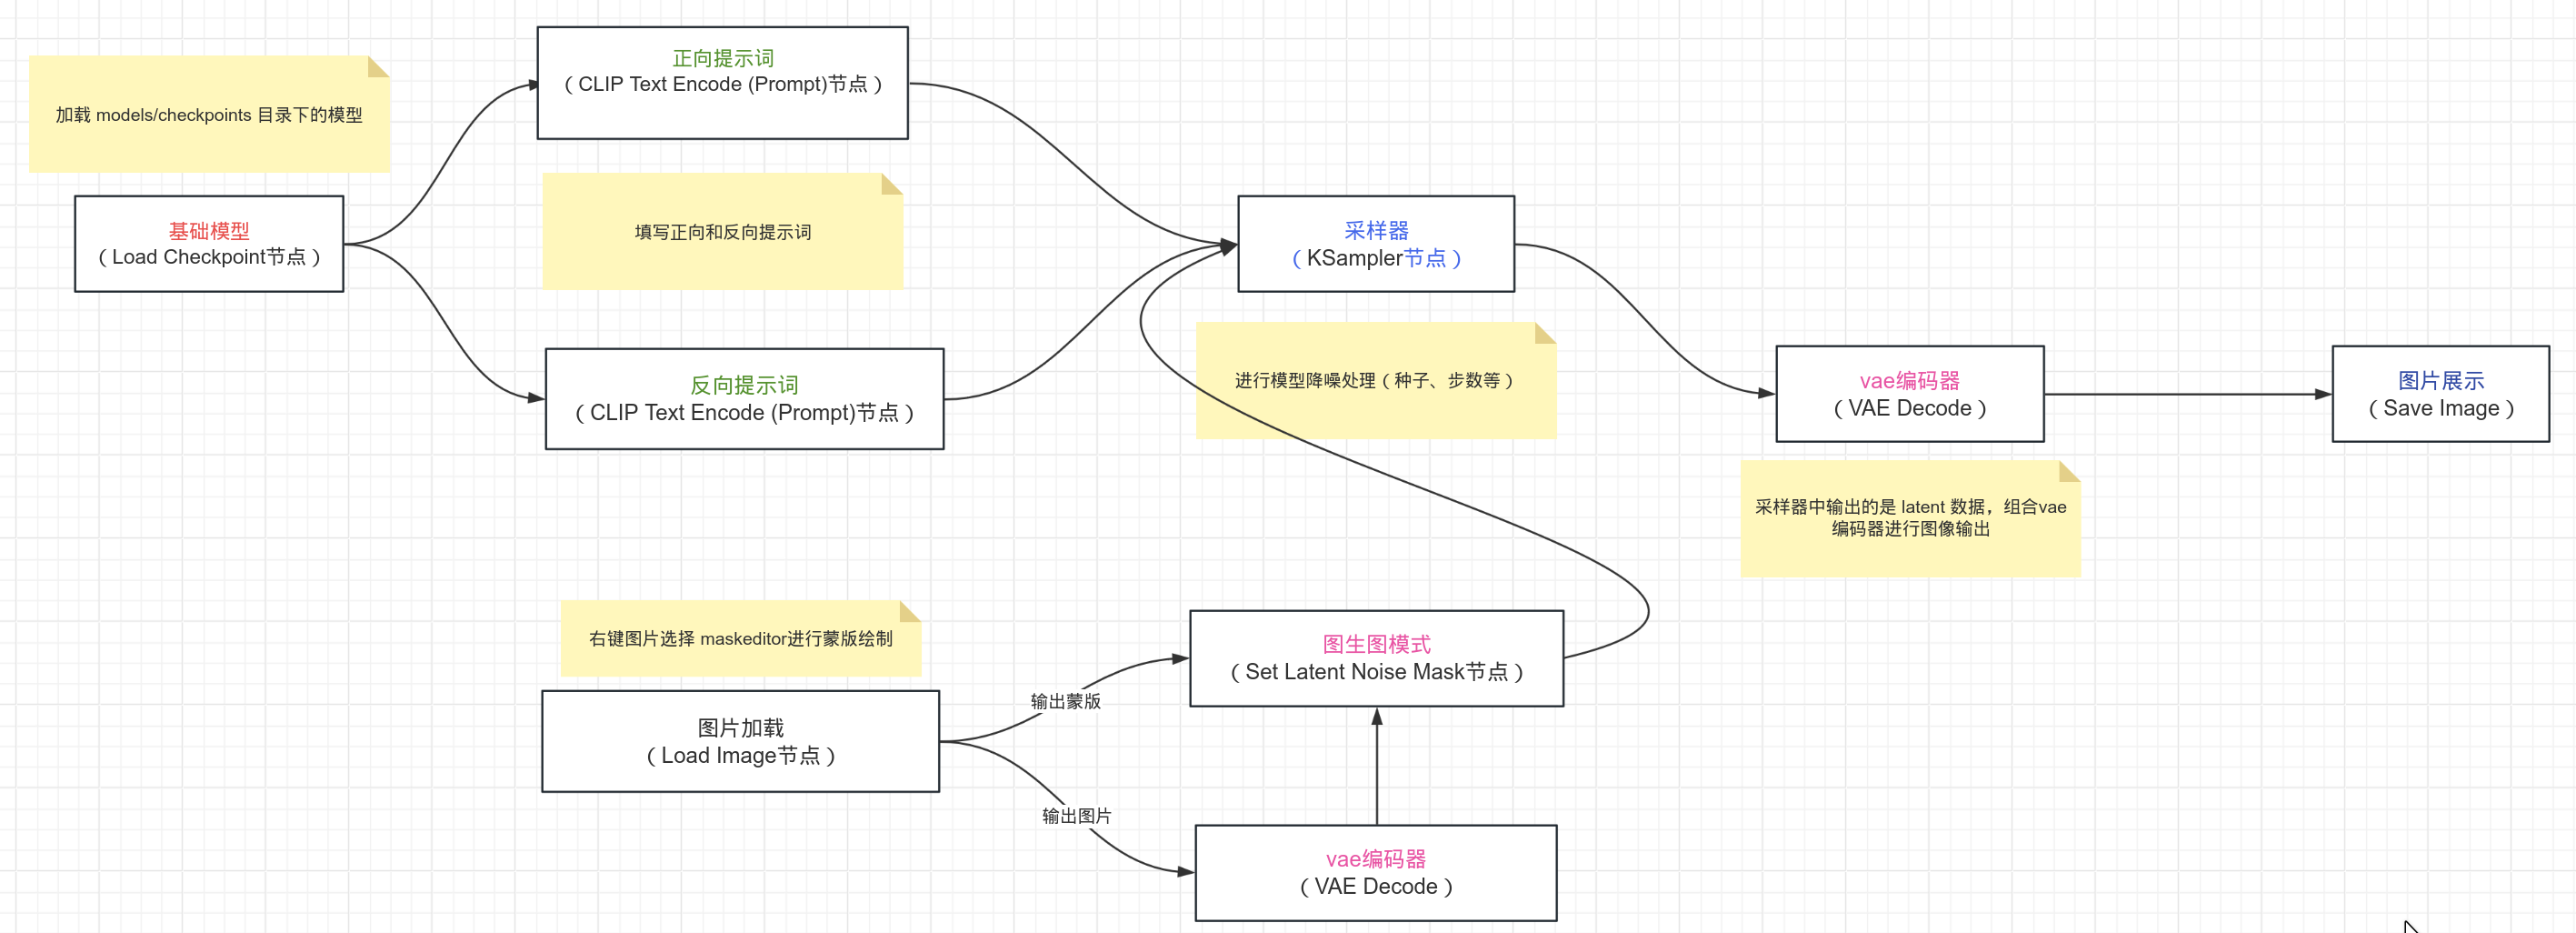 加载 models/checkpoints 目录下的模型
基础模型
（Load Checkpoint节点）
正向提示词
（CLIP Text Encode (Prompt)节点）
填写正向和反向提示词
反向提示词
（CLIP Text Encode (Prompt)节点）
采样器
（KSampler节点）
进行模型降噪处理（种子、步数等）
vae编码器
（VAE Decode）
采样器中输出的是 latent 数据，组合vae
编码器进行图像输出
图片展示
（Save Image）
右键图片选择 maskeditor进行蒙版绘制
图片加载
（Load Image节点）
输出蒙版
输出图片
图生图模式
（Set Latent Noise Mask节点）
vae编码器
（VAE Decode）